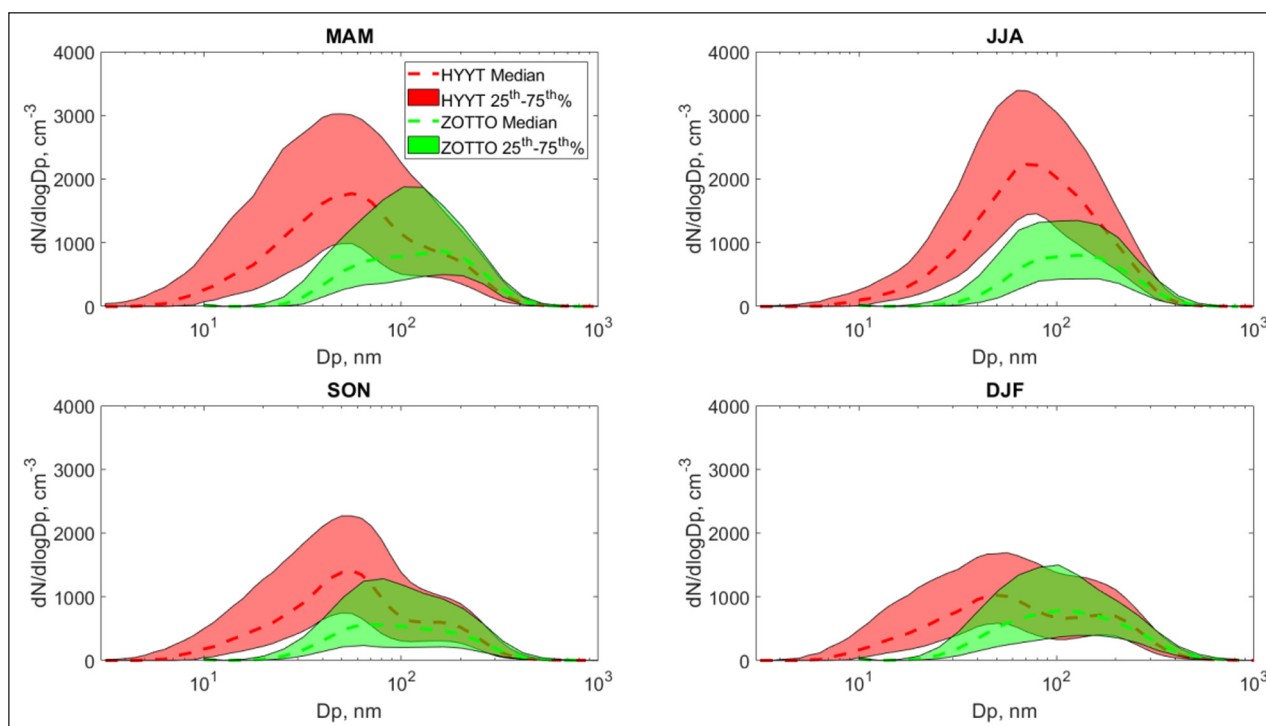 MAM
4000
3000
2000
1000
0
dN/dlogDp, cm-3
10^1
10^2
10^3
Dp, nm
HYYT Median
HYYT 25th-75th%
ZOTTO Median
ZOTTO 25th-75th%
JJA
4000
3000
2000
1000
0
dN/dlogDp, cm-3
10^1
10^2
10^3
Dp, nm
SON
4000
3000
2000
1000
0
dN/dlogDp, cm-3
10^1
10^2
10^3
Dp, nm
DJF
4000
3000
2000
1000
0
dN/dlogDp, cm-3
10^1
10^2
10^3
Dp, nm